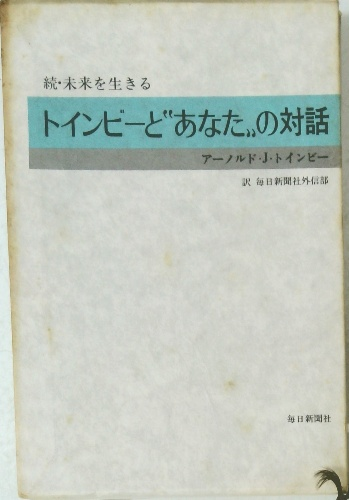 続・未来を生きる
トインビーと〝あなた〟の対話
アーノルド・J・トインビー
訳 毎日新聞社外信部
毎日新聞社